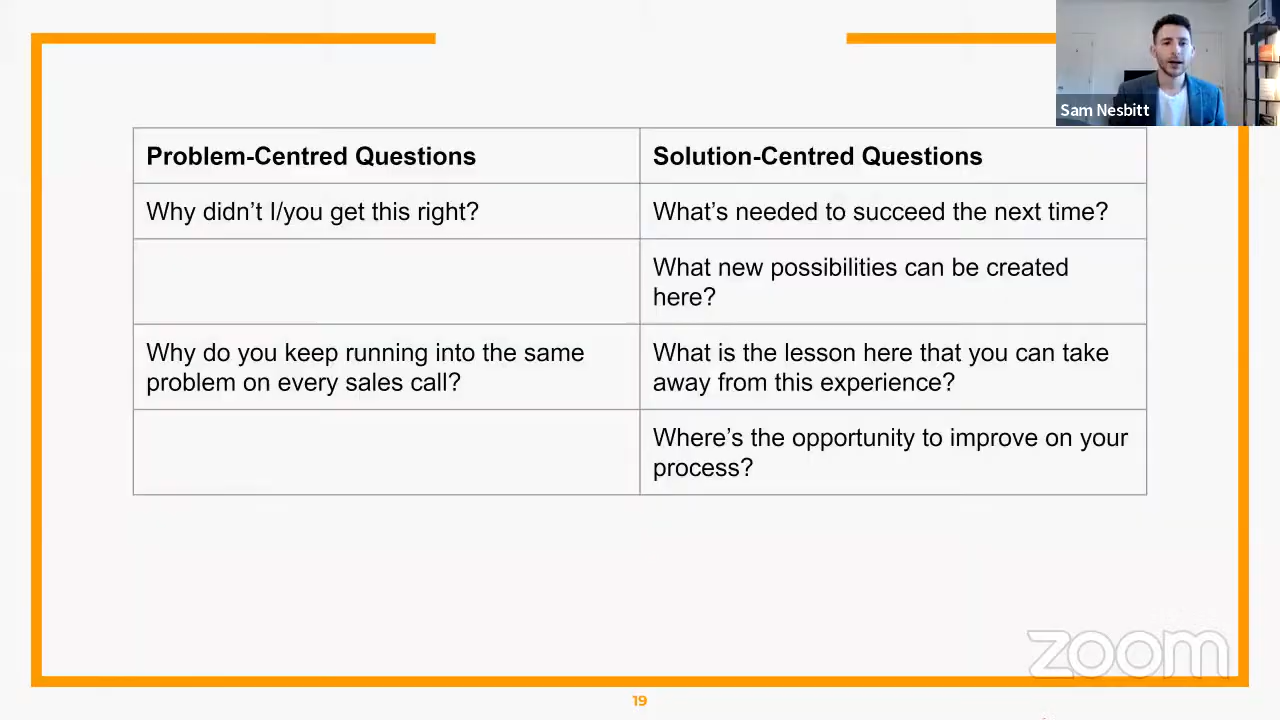 Sam Nesbitt
Problem-Centred Questions
Solution-Centred Questions
Why didn’t I/you get this right?
What’s needed to succeed the next time?
What new possibilities can be created
here?
Why do you keep running into the same
problem on every sales call?
What is the lesson here that you can take
away from this experience?
Where’s the opportunity to improve on your
process?
zoom
19